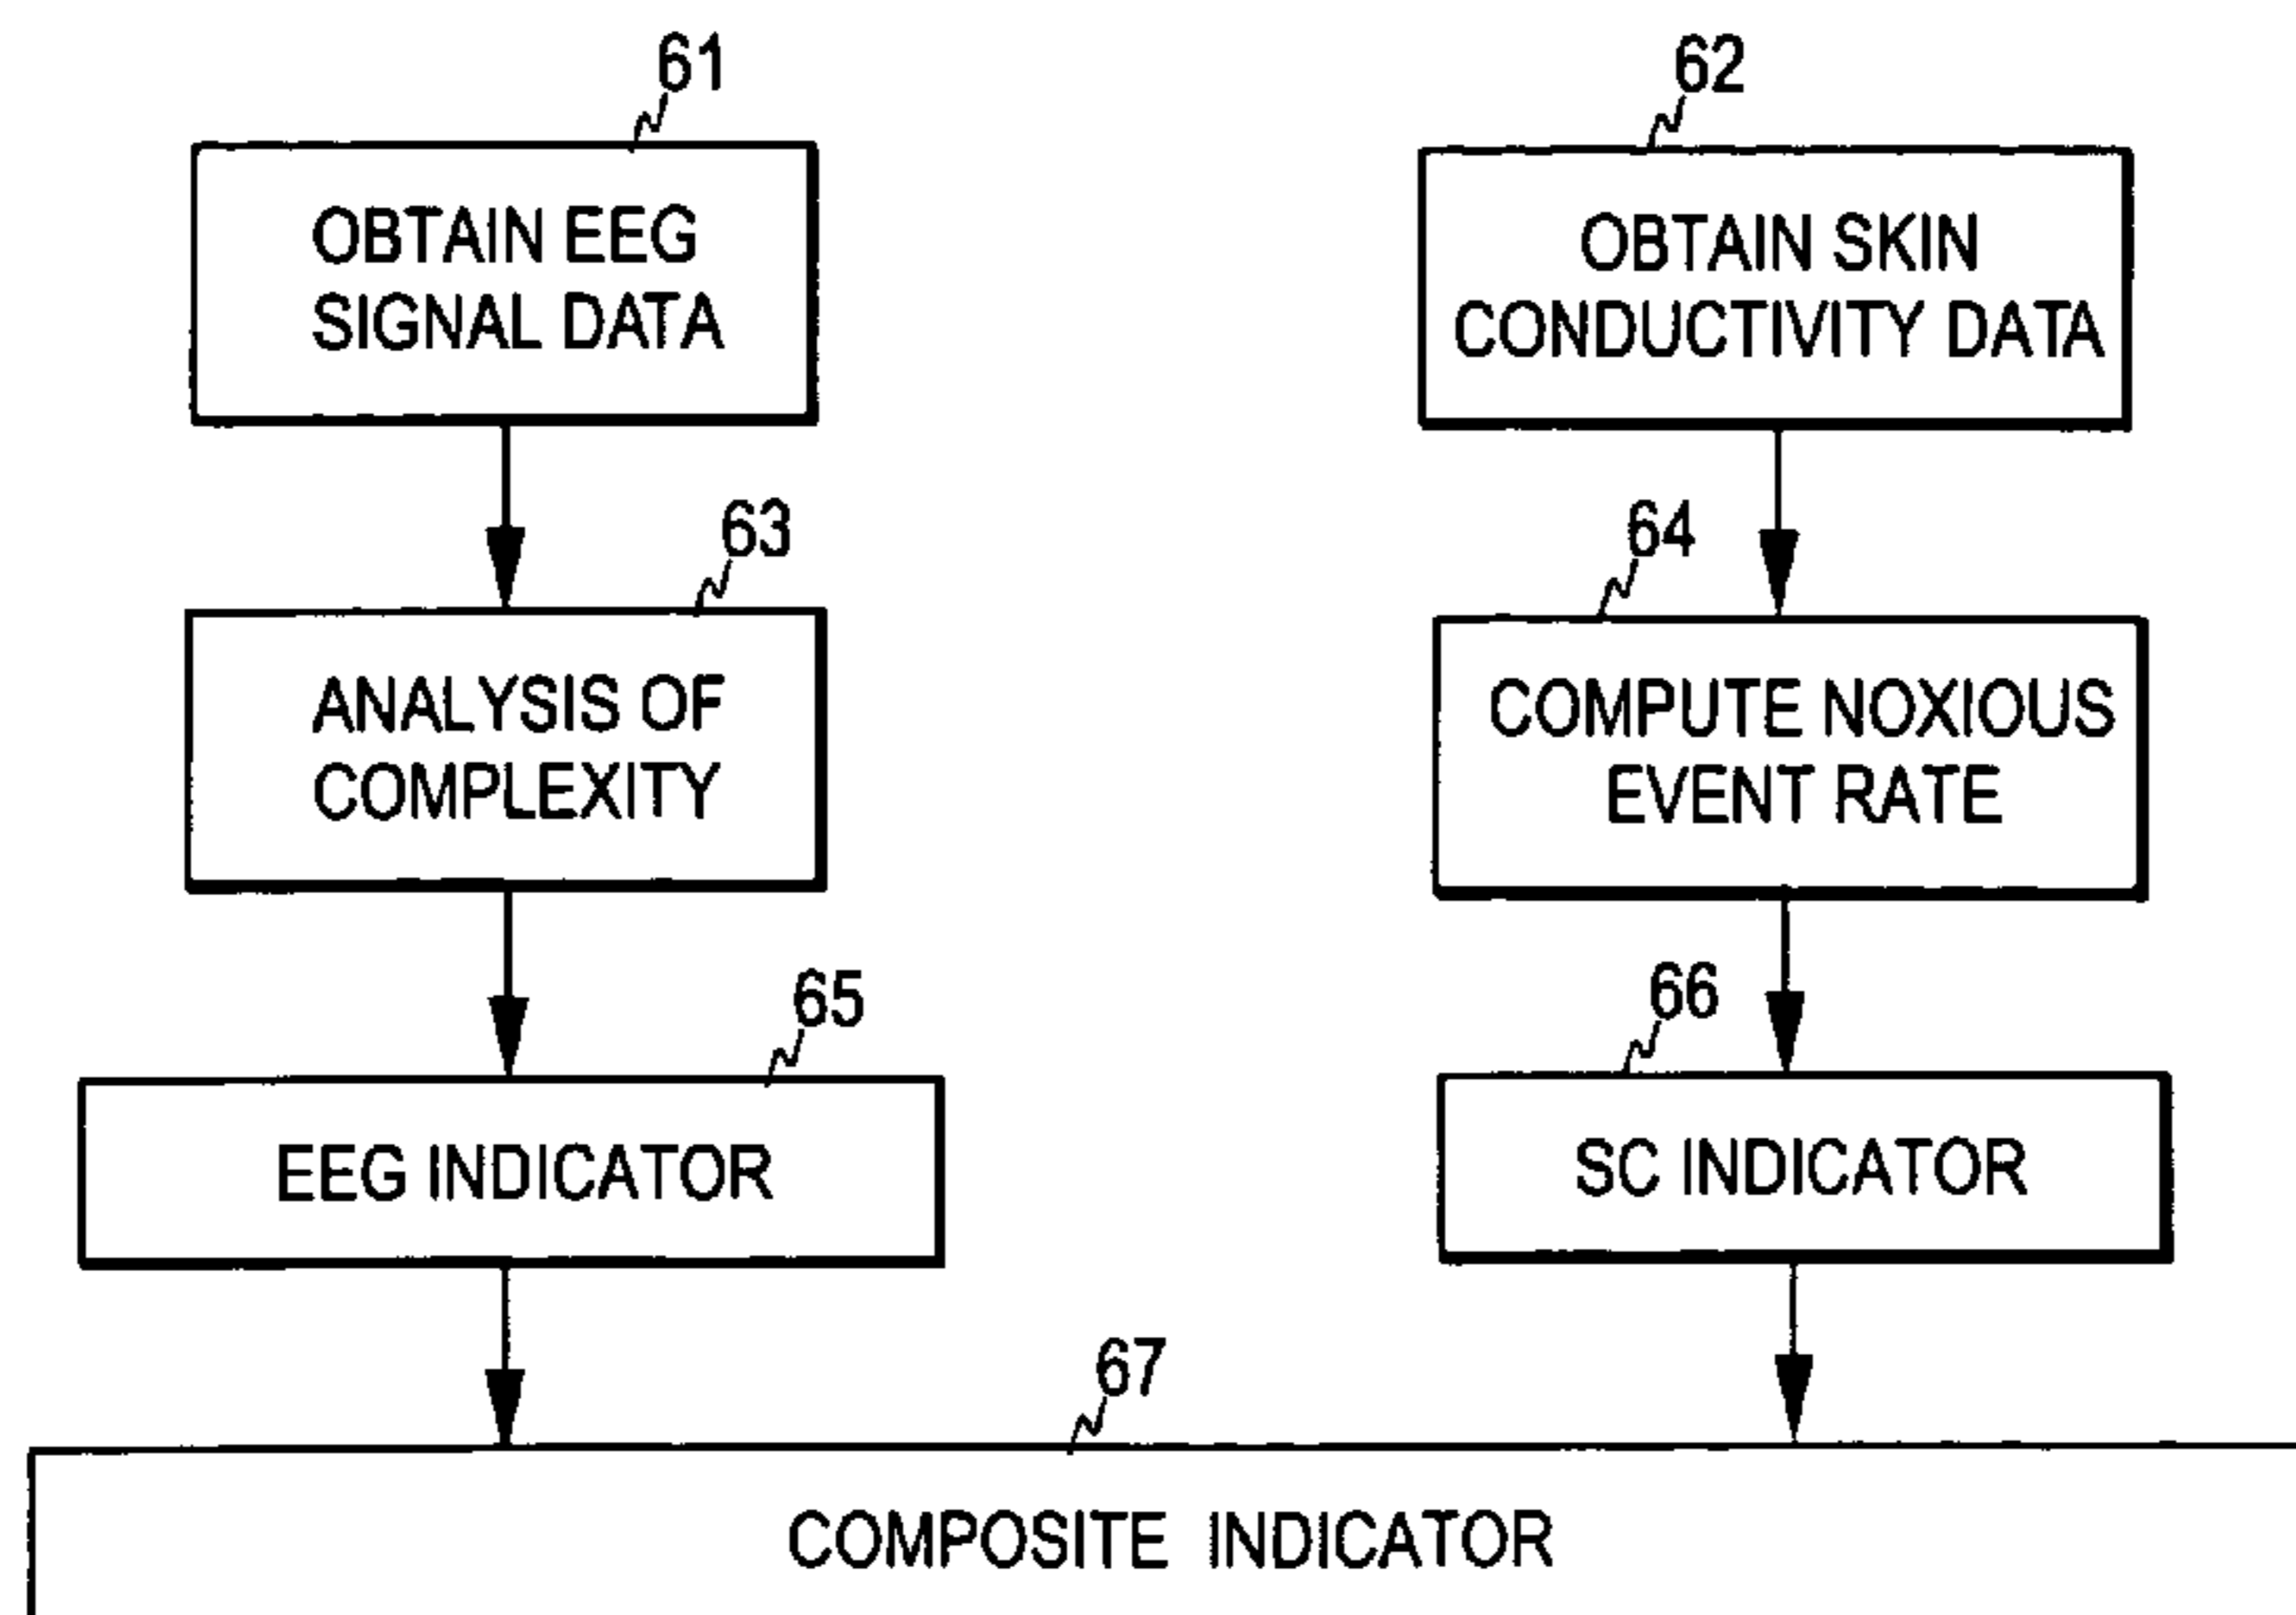 61
OBTAIN EEG
SIGNAL DATA
62
OBTAIN SKIN
CONDUCTIVITY DATA
63
ANALYSIS OF
COMPLEXITY
64
COMPUTE NOXIOUS
EVENT RATE
65
EEG INDICATOR
66
SC INDICATOR
67
COMPOSITE INDICATOR